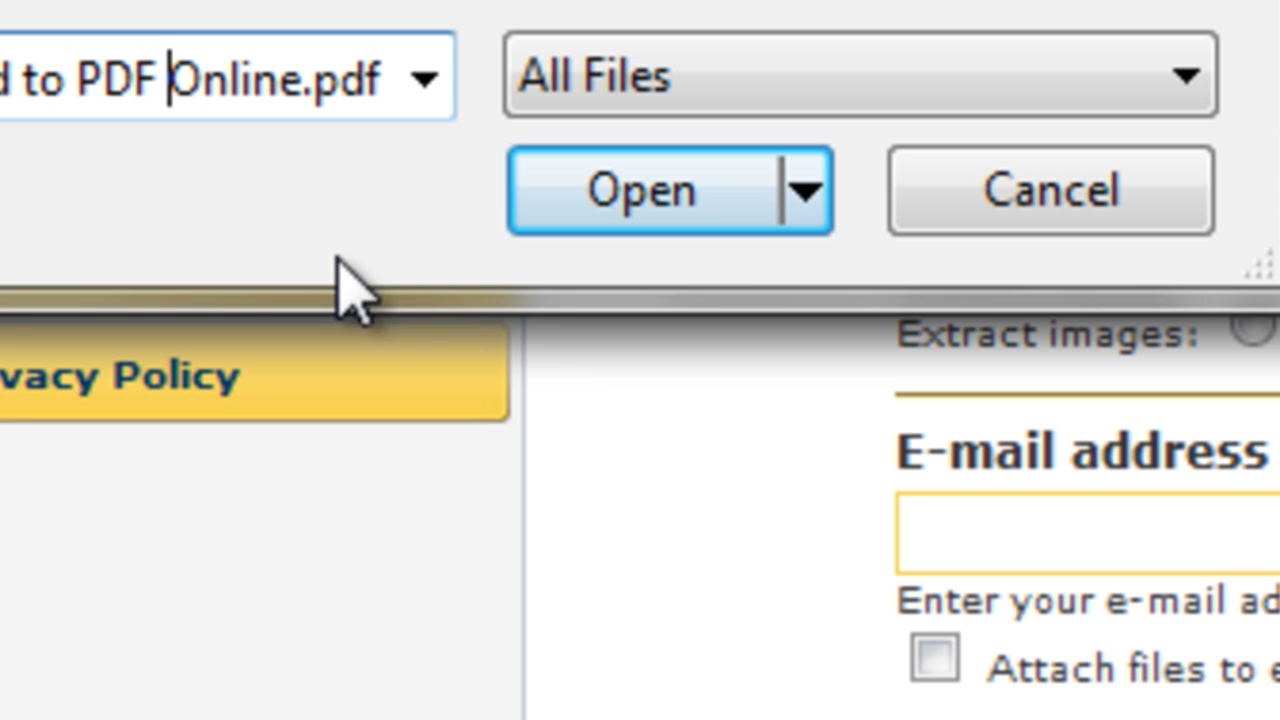 d to PDF Online.pdf
All Files
Open
Cancel
Extract images:
vacy Policy
E-mail address
Enter your e-mail ad
Attach files to e